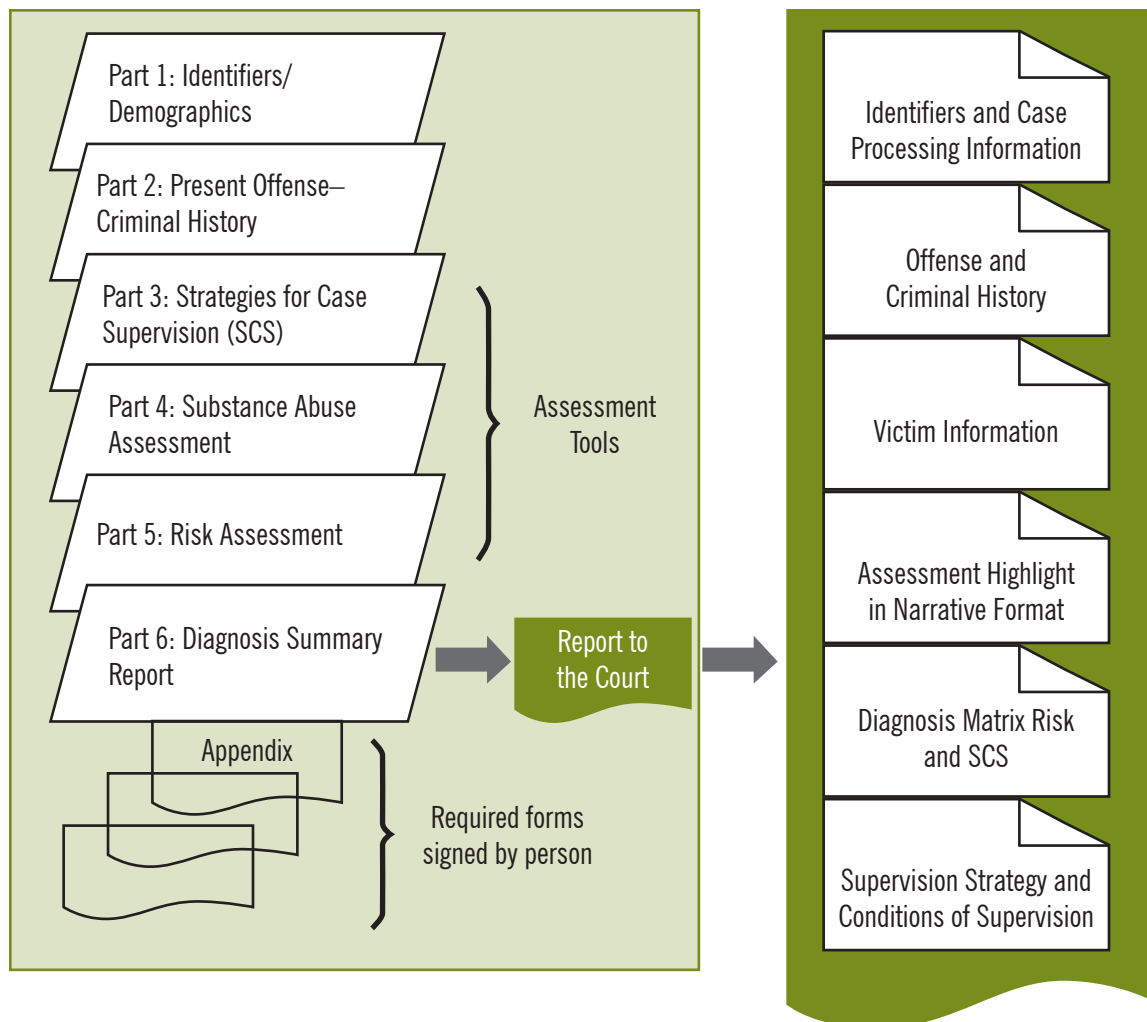 Part 1: Identifiers/
Demographics
Part 2: Present Offense–
Criminal History
Part 3: Strategies for Case
Supervision (SCS)
Part 4: Substance Abuse
Assessment
Part 5: Risk Assessment
Assessment
Tools
Part 6: Diagnosis Summary
Report
Report to
the Court
Appendix
Required forms
signed by person
Identifiers and Case
Processing Information
Offense and
Criminal History
Victim Information
Assessment Highlight
in Narrative Format
Diagnosis Matrix Risk
and SCS
Supervision Strategy and
Conditions of Supervision